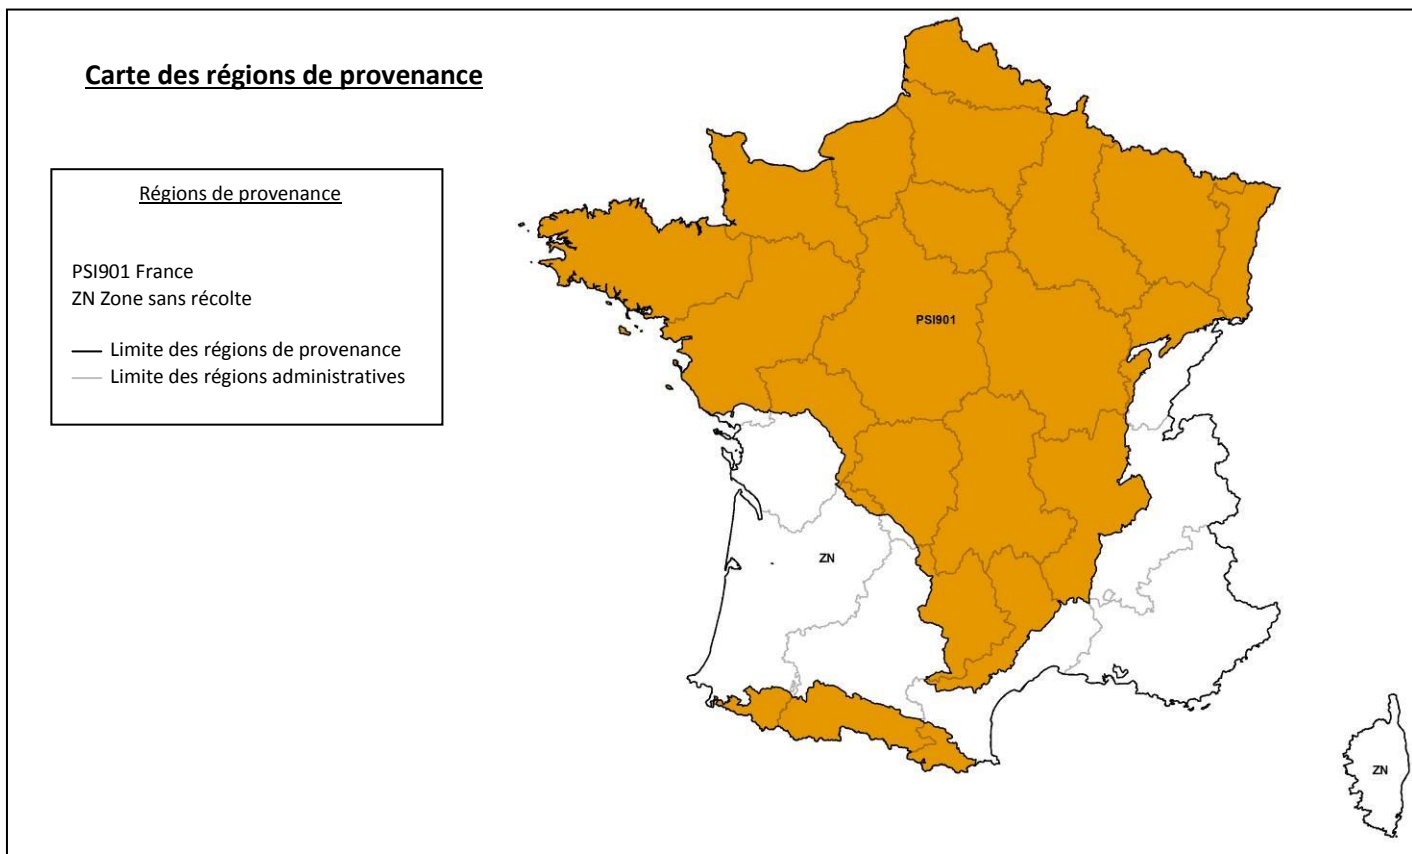 Carte des régions de provenance
Régions de provenance
PSI901 France
ZN Zone sans récolte
Limite des régions de provenance
Limite des régions administratives
PSI901
ZN
ZN